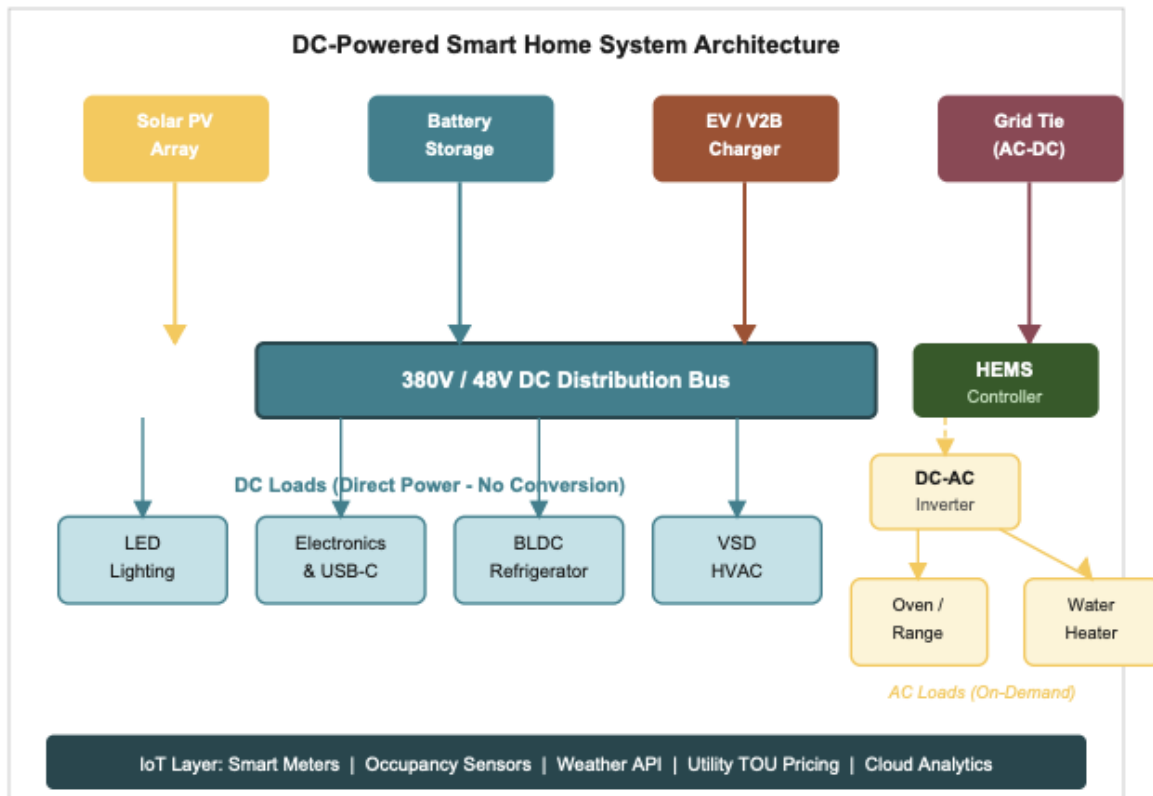 DC-Powered Smart Home System Architecture
Solar PV
Array
Battery
Storage
EV / V2B
Charger
Grid Tie
(AC-DC)
380V / 48V DC Distribution Bus
HEMS
Controller
DC Loads (Direct Power - No Conversion)
DC-AC
Inverter
LED
Lighting
Electronics
& USB-C
BLDC
Refrigerator
VSD
HVAC
Oven /
Range
Water
Heater
AC Loads (On-Demand)
IoT Layer: Smart Meters | Occupancy Sensors | Weather API | Utility TOU Pricing | Cloud Analytics